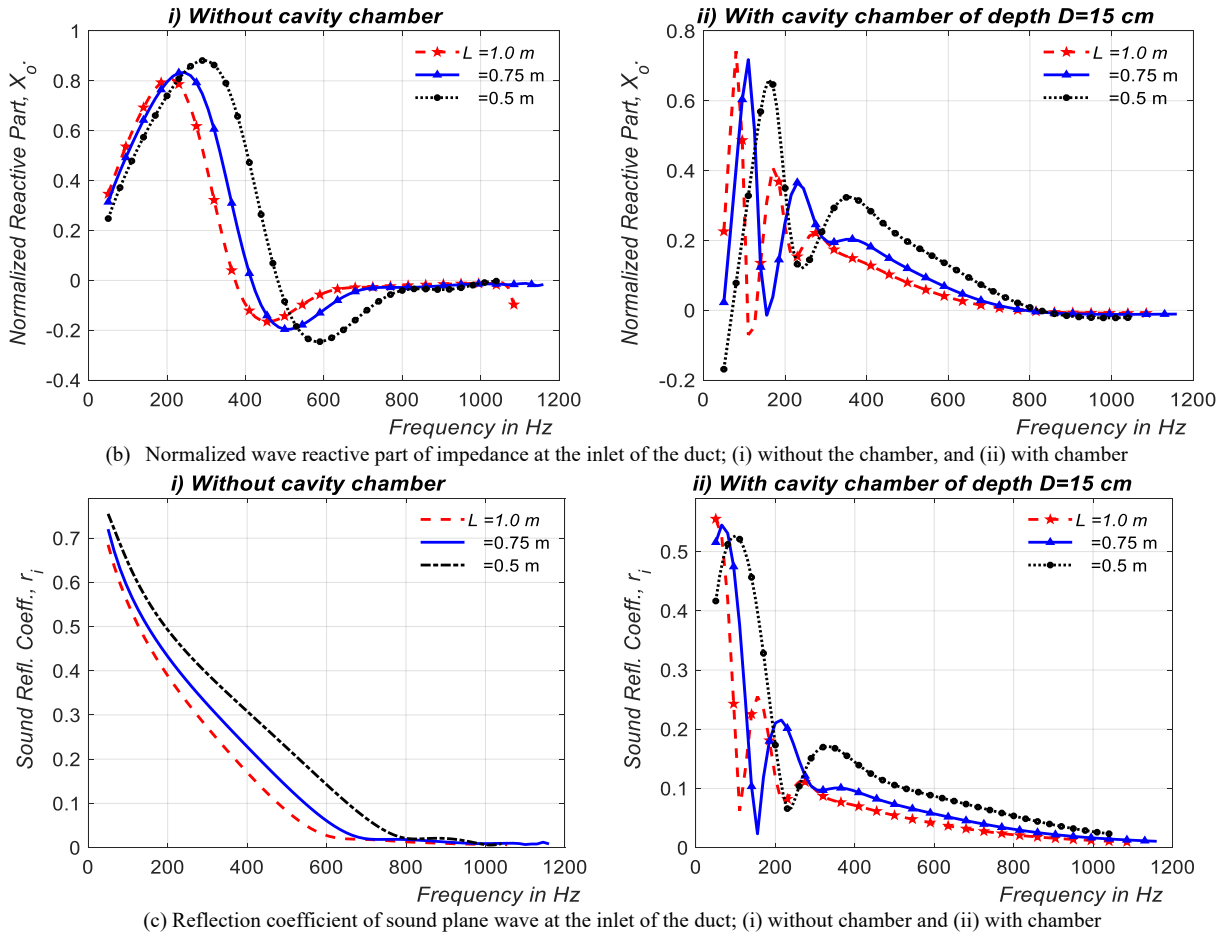 i) Without cavity chamber
Normalized Reactive Part, Xo.
1
0.8
0.6
0.4
0.2
0
-0.2
-0.4
0 200 400 600 800 1000 1200
Frequency in Hz
L =1.0 m
=0.75 m
=0.5 m
ii) With cavity chamber of depth D=15 cm
Normalized Reactive Part, Xo.
0.8
0.6
0.4
0.2
0
-0.2
0 200 400 600 800 1000 1200
Frequency in Hz
L =1.0 m
=0.75 m
=0.5 m
(b) Normalized wave reactive part of impedance at the inlet of the duct; (i) without the chamber, and (ii) with chamber
i) Without cavity chamber
Sound Refl. Coeff., ri
0.7
0.6
0.5
0.4
0.3
0.2
0.1
0
0 200 400 600 800 1000 1200
Frequency in Hz
L =1.0 m
=0.75 m
=0.5 m
ii) With cavity chamber of depth D=15 cm
Sound Refl. Coeff., ri
0.5
0.4
0.3
0.2
0.1
0
0 200 400 600 800 1000 1200
Frequency in Hz
L =1.0 m
=0.75 m
=0.5 m
(c) Reflection coefficient of sound plane wave at the inlet of the duct; (i) without chamber and (ii) with chamber